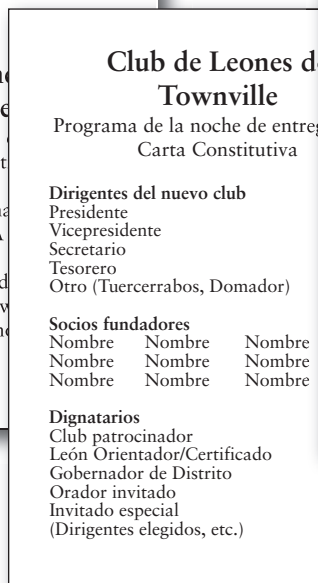 Club de Leones d
Townville
Programa de la noche de entre
Carta Constitutiva
Dirigentes del nuevo club
Presidente
Vicepresidente
Secretario
Tesorero
Otro (Tuercerrabos, Domador)
Socios fundadores
Nombre Nombre Nombre
Nombre Nombre Nombre
Nombre Nombre Nombre
Dignatarios
Club patrocinador
León Orientador/Certificado
Gobernador de Distrito
Orador invitado
Invitado especial
(Dirigentes elegidos, etc.)